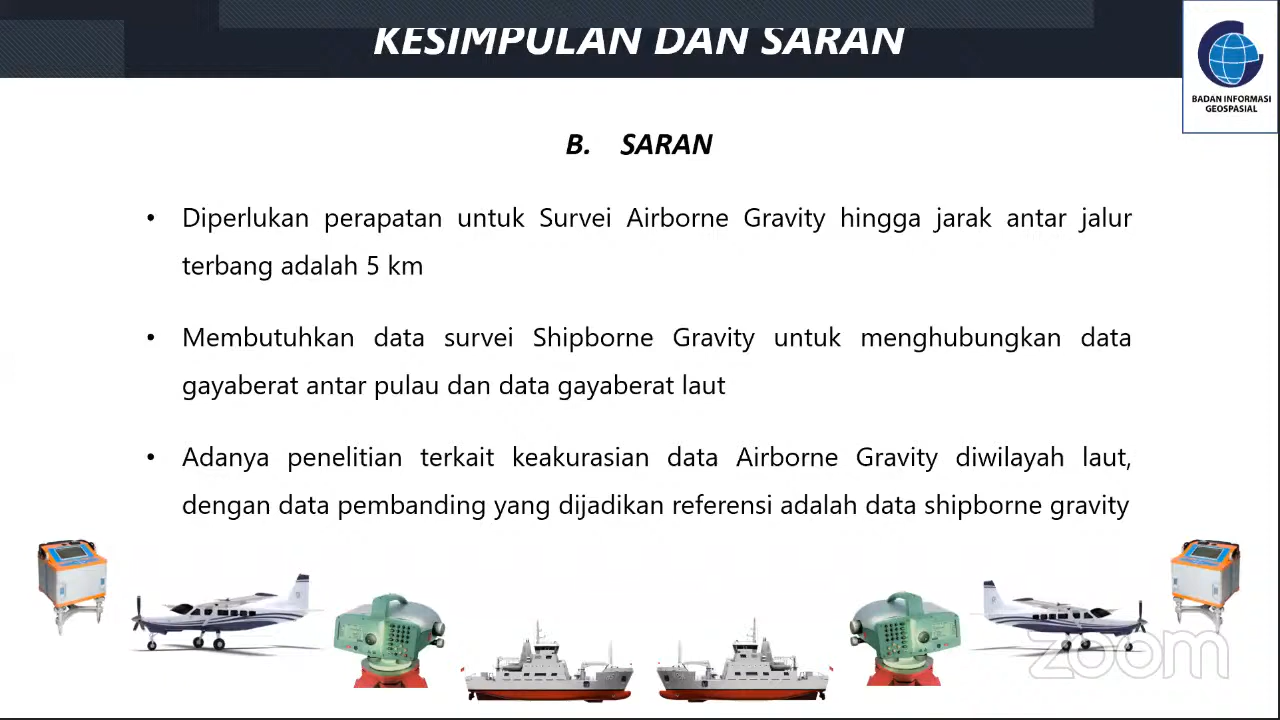 KESIMPULAN DAN SARAN
BADAN INFORMASI
GEOSPASIAL
B. SARAN
• Diperlukan perapatan untuk Survei Airborne Gravity hingga jarak antar jalur
terbang adalah 5 km
• Membutuhkan data survei Shipborne Gravity untuk menghubungkan data
gayaberat antar pulau dan data gayaberat laut
• Adanya penelitian terkait keakurasian data Airborne Gravity diwilayah laut,
dengan data pembanding yang dijadikan referensi adalah data shipborne gravity
zoom